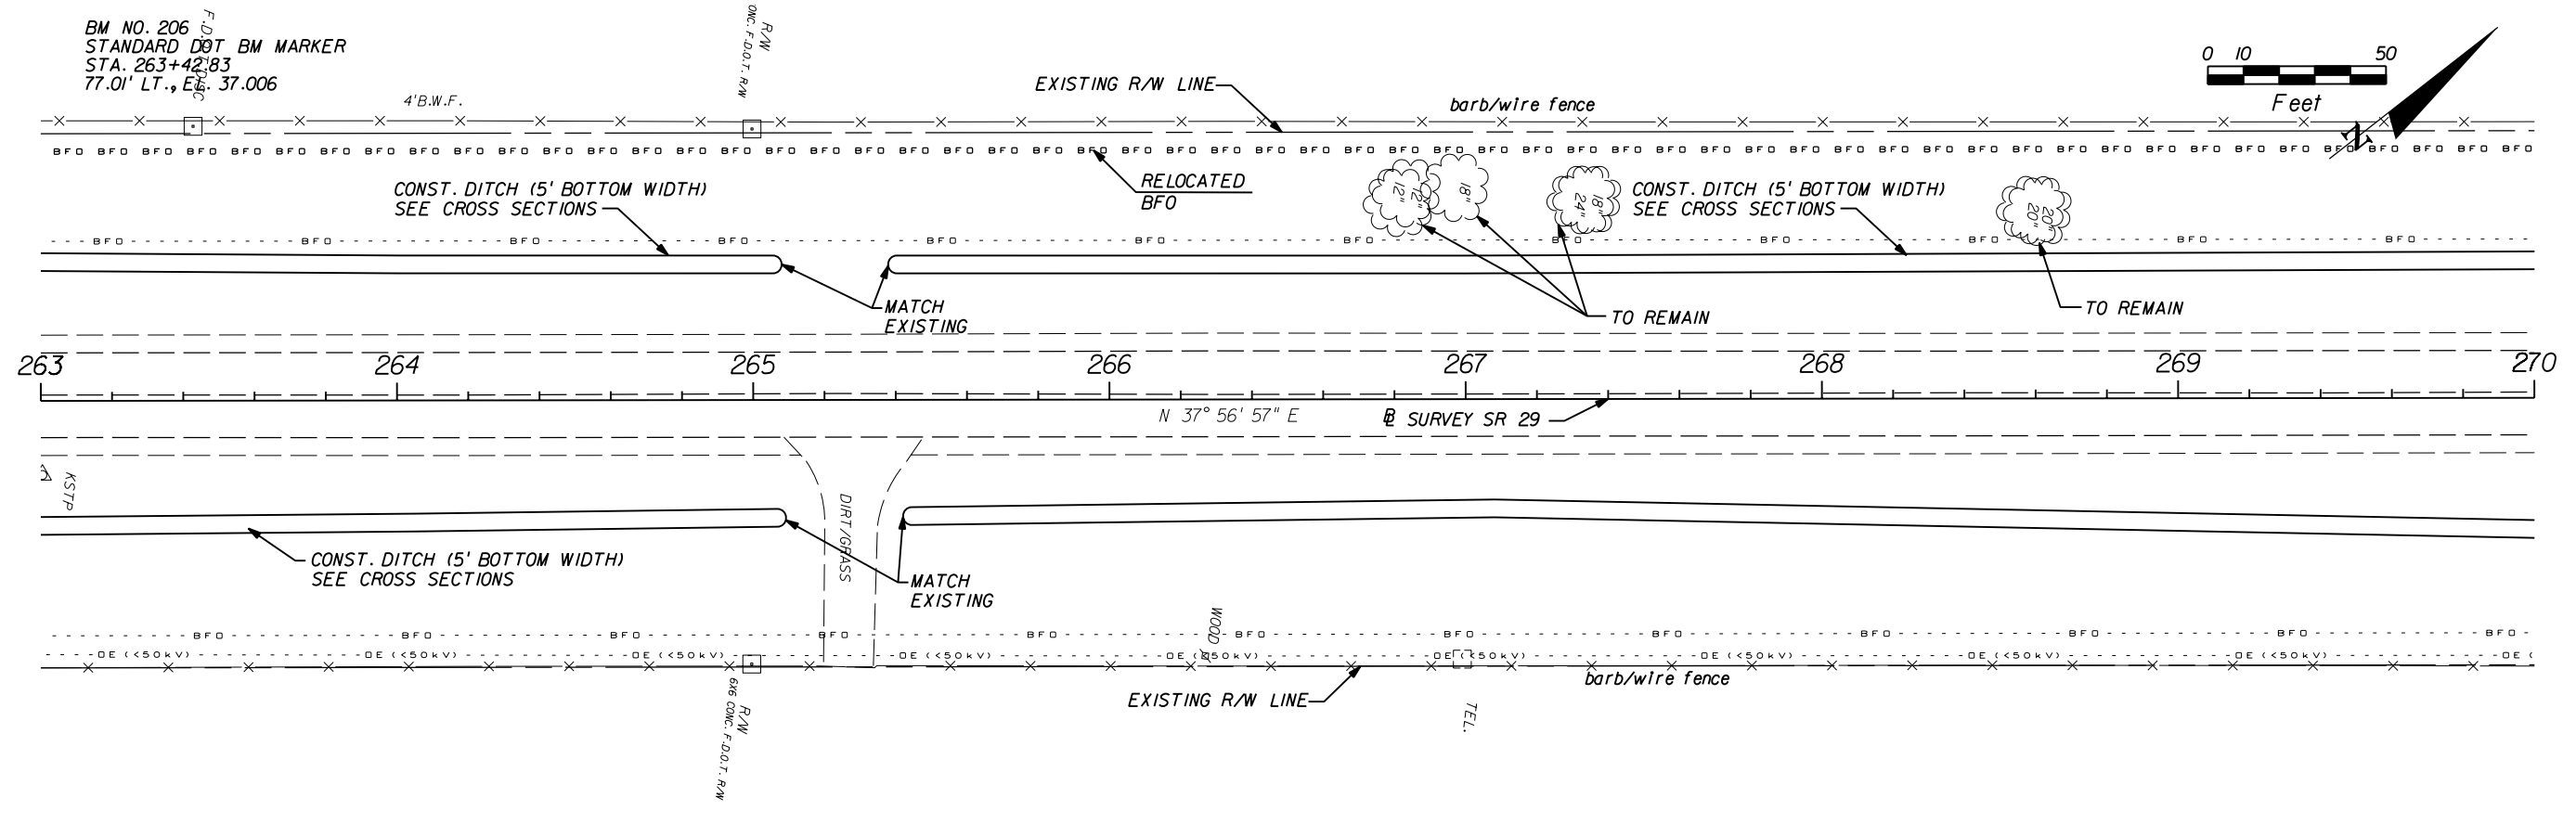 BM NO. 206
STANDARD DOT BM MARKER
STA. 263+42.83
77.01' LT., EL. 37.006
F.D.O.T. DISC
4' B.W.F.
R/W
ONC. F.D.O.T. R/W
EXISTING R/W LINE
barb/wire fence
0 10 50
Feet
N
BFO BFO BFO BFO BFO BFO BFO BFO BFO BFO BFO BFO BFO BFO BFO BFO BFO BFO BFO BFO BFO BFO BFO BFO BFO BFO BFO BFO BFO BFO BFO BFO BFO BFO BFO BFO BFO BFO BFO BFO BFO BFO BFO BFO BFO BFO BFO BFO BFO BFO BFO BFO BFO BFO BFO BFO
RELOCATED
BFO
CONST. DITCH (5' BOTTOM WIDTH)
SEE CROSS SECTIONS
12" 12" 18"
24" 18"
CONST. DITCH (5' BOTTOM WIDTH)
SEE CROSS SECTIONS
20" 20"
BFO BFO BFO BFO BFO BFO BFO BFO BFO BFO BFO BFO
MATCH
EXISTING
TO REMAIN
TO REMAIN
263 264 265 266 267 268 269 270
N 37° 56' 57" E
BL SURVEY SR 29
KSTP
DIRT/GRASS
CONST. DITCH (5' BOTTOM WIDTH)
SEE CROSS SECTIONS
MATCH
EXISTING
WOOD
BFO BFO BFO BFO BFO BFO BFO BFO BFO BFO BFO BFO
OE (<50kV) OE (<50kV) OE (<50kV) OE (<50kV) OE (<50kV) OE (<50kV) OE (<50kV) OE (<50kV) OE (<50kV) OE (
barb/wire fence
EXISTING R/W LINE
TEL.
R/W
6X6 CONC. F.D.O.T. R/W